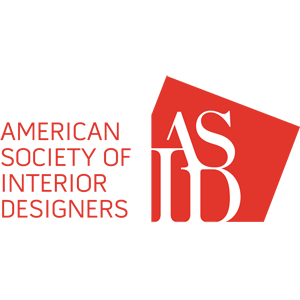 AMERICAN
SOCIETY OF
INTERIOR
DESIGNERS
AS
ID